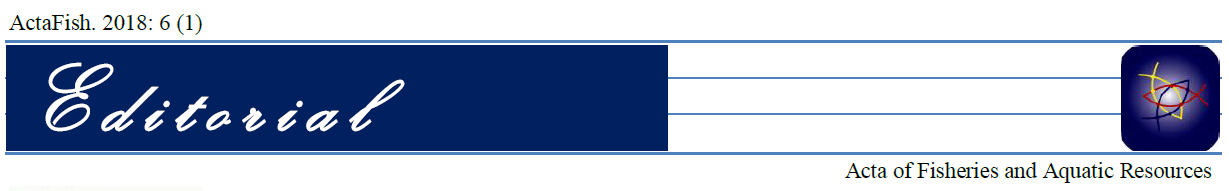 ActaFish. 2018: 6 (1)
Editorial
Acta of Fisheries and Aquatic Resources